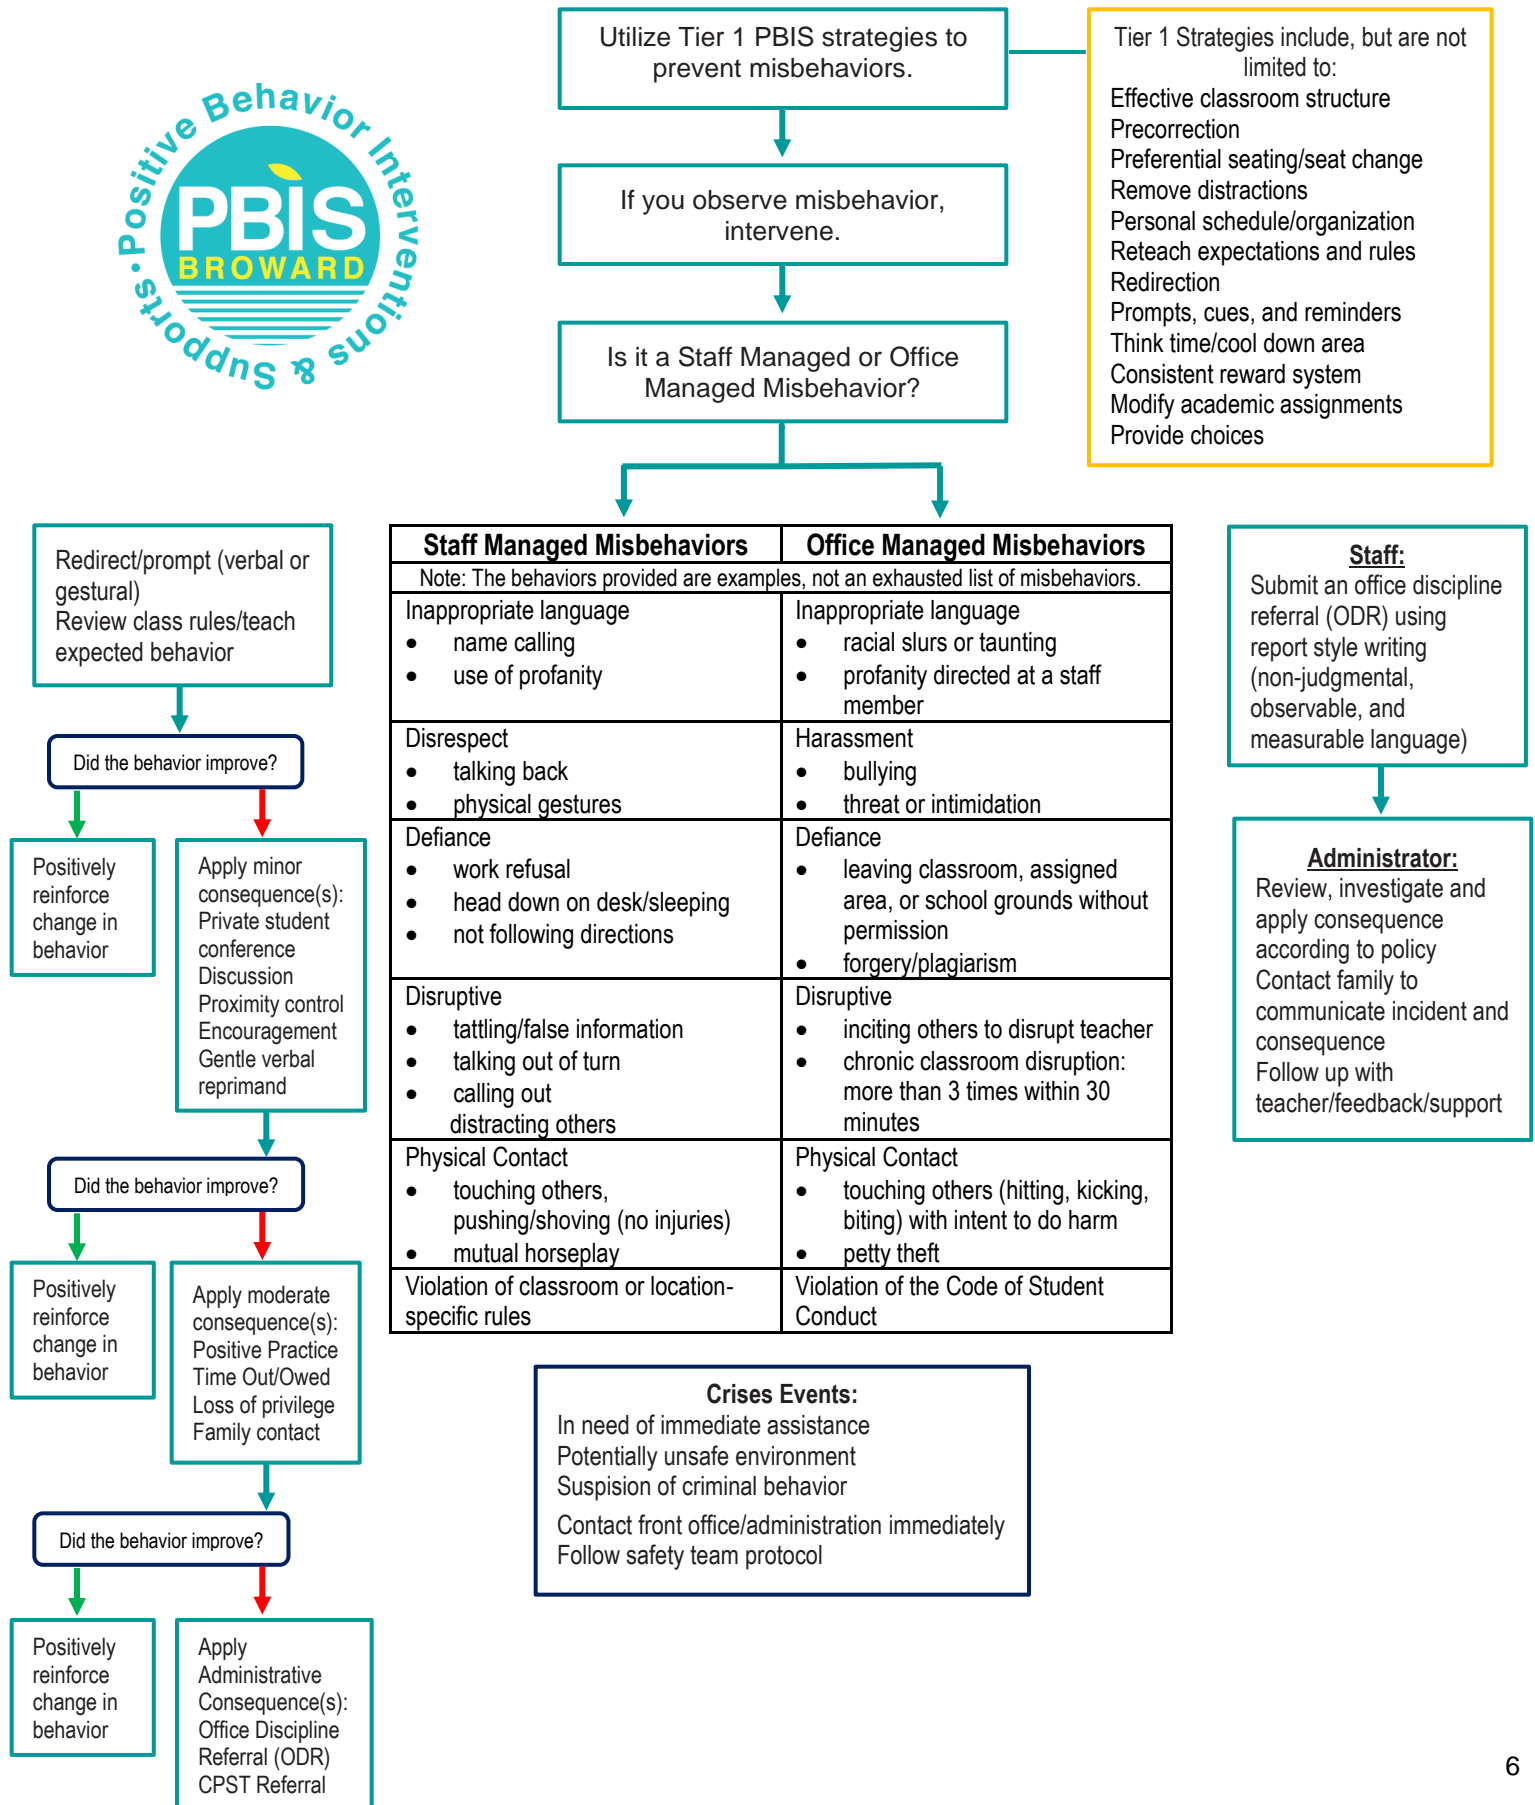 Utilize Tier 1 PBIS strategies to
prevent misbehaviors.
Tier 1 Strategies include, but are not
limited to:
Effective classroom structure
Precorrection
Preferential seating/seat change
Remove distractions
Personal schedule/organization
Reteach expectations and rules
Redirection
Prompts, cues, and reminders
Think time/cool down area
Consistent reward system
Modify academic assignments
Provide choices
Positive Behavior Interventions & Supports •
PBIS
BROWARD
If you observe misbehavior,
intervene.
Is it a Staff Managed or Office
Managed Misbehavior?
Redirect/prompt (verbal or
gestural)
Review class rules/teach
expected behavior
Did the behavior improve?
Positively
reinforce
change in
behavior
Apply minor
consequence(s):
Private student
conference
Discussion
Proximity control
Encouragement
Gentle verbal
reprimand
Did the behavior improve?
Positively
reinforce
change in
behavior
Apply moderate
consequence(s):
Positive Practice
Time Out/Owed
Loss of privilege
Family contact
Did the behavior improve?
Positively
reinforce
change in
behavior
Apply
Administrative
Consequence(s):
Office Discipline
Referral (ODR)
CPST Referral
Staff Managed Misbehaviors
Office Managed Misbehaviors
Note: The behaviors provided are examples, not an exhausted list of misbehaviors.
Inappropriate language
• name calling
• use of profanity
Inappropriate language
• racial slurs or taunting
• profanity directed at a staff
member
Disrespect
• talking back
• physical gestures
Harassment
• bullying
• threat or intimidation
Defiance
• work refusal
• head down on desk/sleeping
• not following directions
Defiance
• leaving classroom, assigned
area, or school grounds without
permission
• forgery/plagiarism
Disruptive
• tattling/false information
• talking out of turn
• calling out
distracting others
Disruptive
• inciting others to disrupt teacher
• chronic classroom disruption:
more than 3 times within 30
minutes
Physical Contact
• touching others,
pushing/shoving (no injuries)
• mutual horseplay
Physical Contact
• touching others (hitting, kicking,
biting) with intent to do harm
• petty theft
Violation of classroom or location-
specific rules
Violation of the Code of Student
Conduct
Staff:
Submit an office discipline
referral (ODR) using
report style writing
(non-judgmental,
observable, and
measurable language)
Administrator:
Review, investigate and
apply consequence
according to policy
Contact family to
communicate incident and
consequence
Follow up with
teacher/feedback/support
Crises Events:
In need of immediate assistance
Potentially unsafe environment
Suspision of criminal behavior
Contact front office/administration immediately
Follow safety team protocol
6